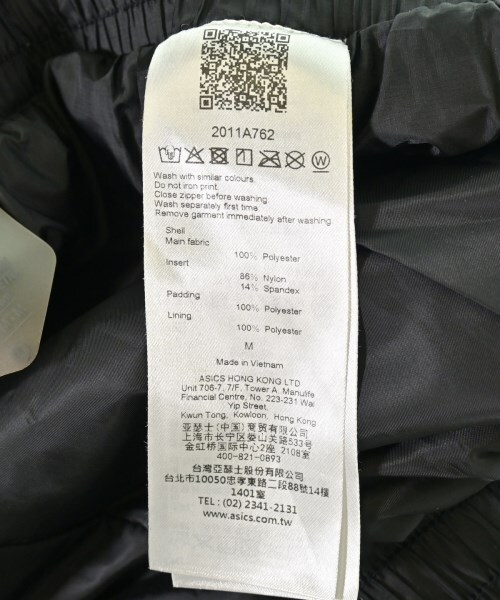 2011A762
Wash with similar colours.
Do not iron print.
Close zipper before washing.
Wash separately first time.
Remove garment immediately after washing.
Shell
Main fabric
100% Polyester
Insert
86% Nylon
14% Spandex
Padding
100% Polyester
Lining
100% Polyester
M
Made in Vietnam
ASICS HONG KONG LTD
Unit 706-7, 7/F, Tower A, Manulife
Financial Centre, No. 223-231 Wai
Yip Street,
Kwun Tong, Kowloon, Hong Kong
亚瑟士(中国)商贸有限公司
上海市长宁区娄山关路533号
金虹桥国际中心2座 2108室
400-821-0893
台灣亞瑟士股份有限公司
台北市10050忠孝東路二段88號14樓
1401室
TEL: (02) 2341-2131
www.asics.com.tw